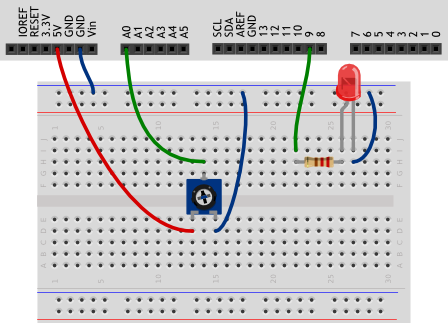 IOREF
RESET
3.3V
5V
GND
GND
Vin
A0
A1
A2
A3
A4
A5
SCL
SDA
AREF
GND
13
12
11
10
9
8
7
6
5
4
3
2
1
0
1
5
10
15
20
25
30
J
I
H
G
F
J
I
H
G
F
E
D
C
B
A
E
D
C
B
A
1
5
10
15
20
25
30